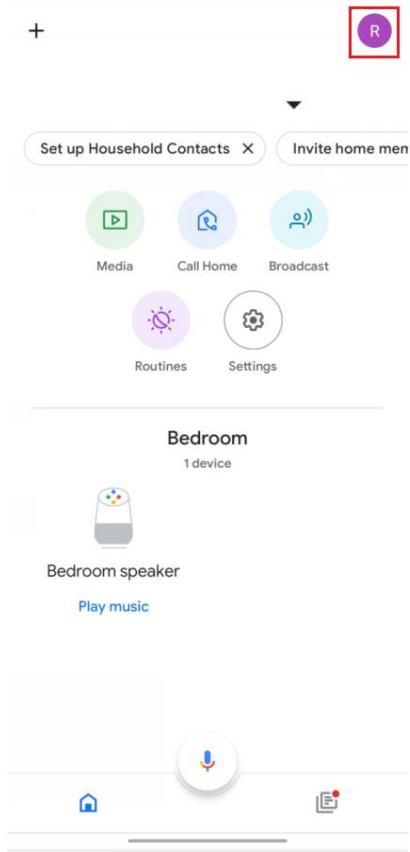 +
R
Set up Household Contacts ×
Invite home mem
Media
Call Home
Broadcast
Routines
Settings
Bedroom
1 device
Bedroom speaker
Play music